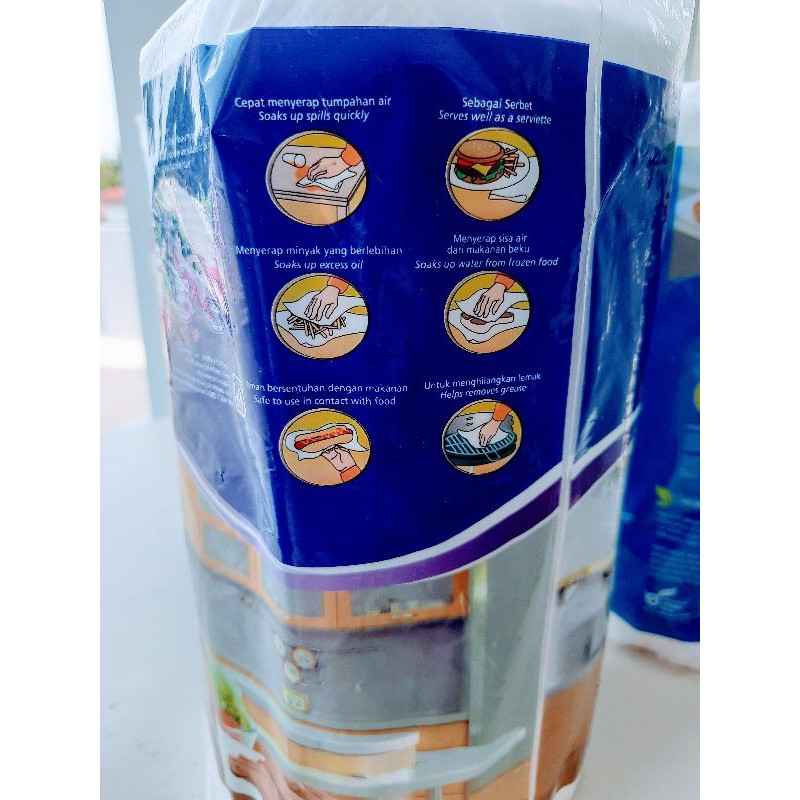 Cepat menyerap tumpahan air
Soaks up spills quickly
Sebagai Serbet
Serves well as a serviette
Menyerap minyak yang berlebihan
Soaks up excess oil
Menyerap sisa air
dari makanan beku
Soaks up water from frozen food
bersentuhan dengan makanan
Safe to use in contact with food
Untuk menghilangkan lemak
Helps removes grease